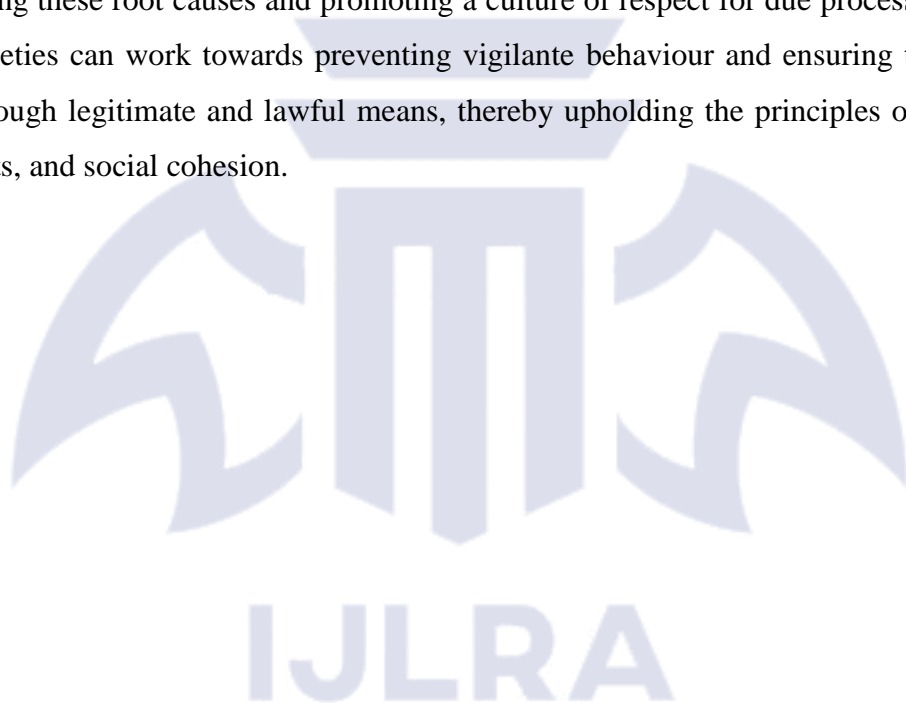 ng these root causes and promoting a culture of respect for due process
eties can work towards preventing vigilante behaviour and ensuring t
ough legitimate and lawful means, thereby upholding the principles o
s, and social cohesion.
IJLRA